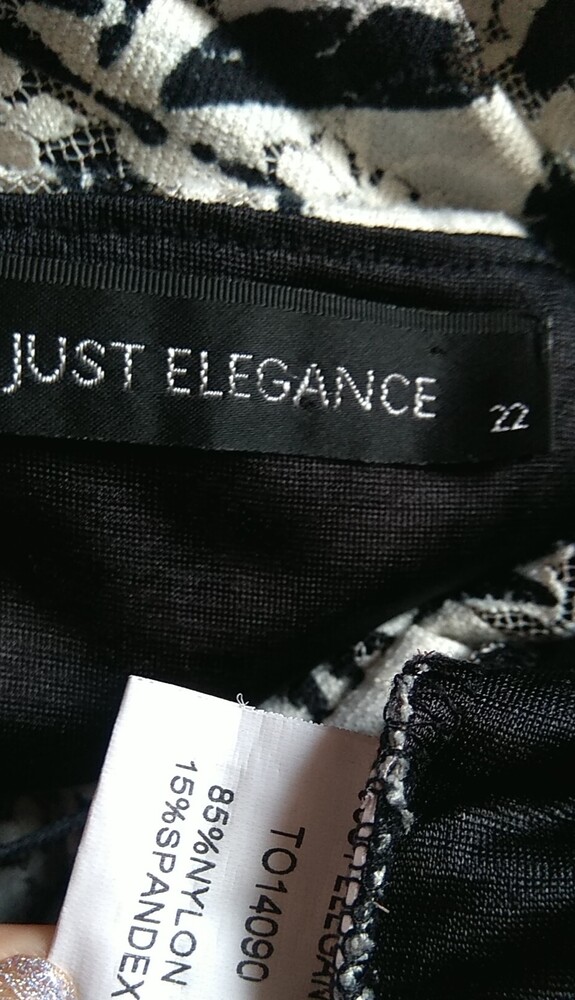 JUST ELEGANCE 22
TO14090
85%NYLON
15%SPANDEX